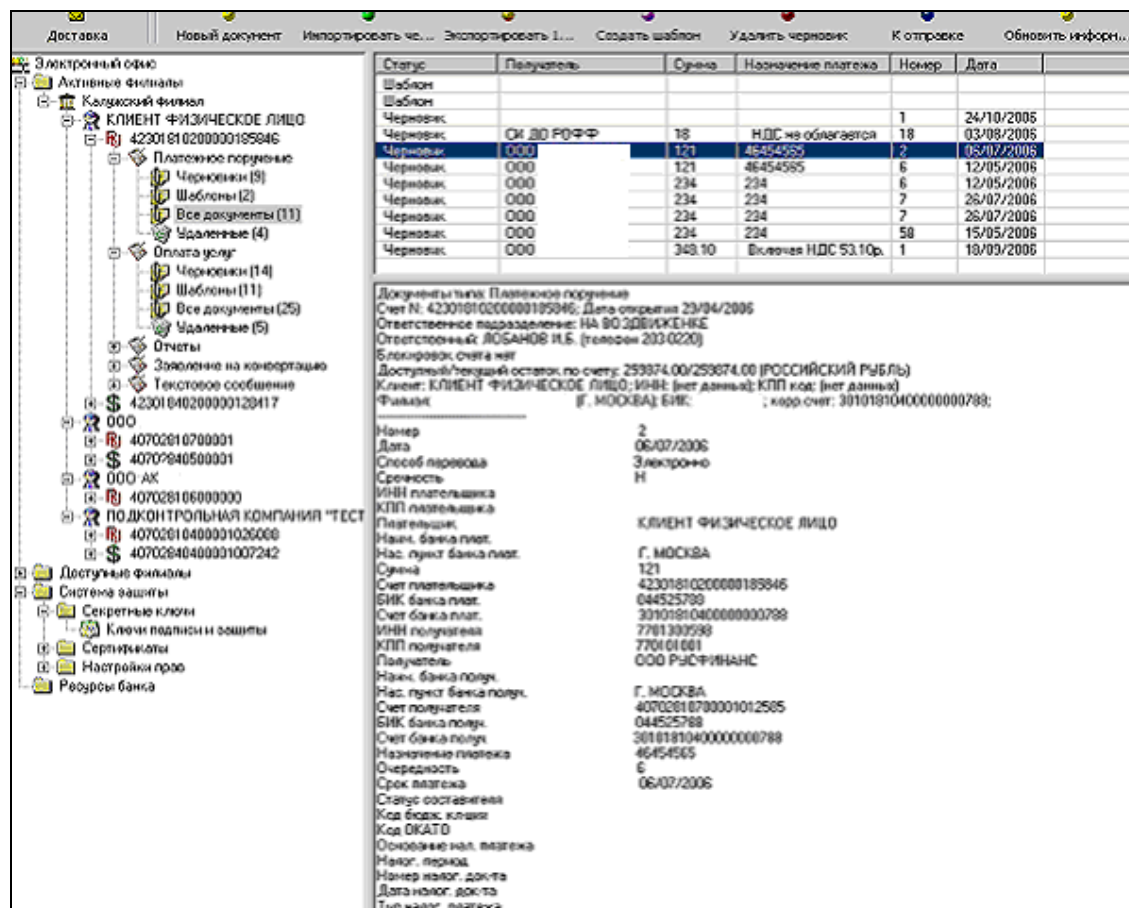 Доставка Новый документ Импортировать че... Экспортировать 1... Создать шаблон Удалить черновик К отправке Обновить информ...
Электронный офис
Активные филиалы
Калужский филиал
КЛИЕНТ ФИЗИЧЕСКОЕ ЛИЦО
42301810200000185846
Платежное поручение
Черновики (9)
Шаблоны (2)
Все документы (11)
Удаленные (4)
Оплата услуг
Черновики (14)
Шаблоны (11)
Все документы (25)
Удаленные (5)
Отчеты
Заявление на конвертацию
Текстовое сообщение
42301840200000128417
ООО
40702810700001
40702840500001
ООО АК
407028106000000
ПОДКОНТРОЛЬНАЯ КОМПАНИЯ "ТЕСТ
40702810400001026008
40702840400001007242
Доступные филиалы
Система защиты
Секретные ключи
Ключи подписи и защиты
Сертификаты
Настройки прав
Ресурсы банка
Статус Получатель Сумма Назначение платежа Номер Дата
Шаблон
Шаблон
Черновик 1 24/10/2006
Черновик СИ ДО РОФФ 18 НДС не облагается 18 03/08/2006
Черновик ООО 121 46454565 2 06/07/2006
Черновик ООО 121 46454565 6 12/05/2006
Черновик ООО 234 234 6 12/05/2006
Черновик ООО 234 234 7 26/07/2006
Черновик ООО 234 234 7 26/07/2006
Черновик ООО 234 234 58 15/05/2006
Черновик ООО 348.10 Включая НДС 53.10р. 1 18/09/2006
Документы типа: Платежное поручение
Счет N: 42301810200000185846; Дата открытия 29/04/2006
Ответственное подразделение: НА ВОЗДВИЖЕНКЕ
Ответственный: ЛОБАНОВ И.Б. (телефон 203-0220)
Блокировок счета нет
Доступный/текущий остаток по счету: 259874.00/259874.00 (РОССИЙСКИЙ РУБЛЬ)
Клиент: КЛИЕНТ ФИЗИЧЕСКОЕ ЛИЦО; ИНН: (нет данных); КПП код: (нет данных)
Филиал: (Г. МОСКВА); БИК: ; корр.счет: 30101810400000000788;
Номер 2
Дата 06/07/2006
Способ перевода Электронно
Срочность Н
ИНН плательщика
КПП плательщика
Плательщик КЛИЕНТ ФИЗИЧЕСКОЕ ЛИЦО
Наим. банка плат.
Нас. пункт банка плат. Г. МОСКВА
Сумма 121
Счет плательщика 42301810200000185846
БИК банка плат. 044525788
Счет банка плат. 30101810400000000788
ИНН получателя 7701300598
КПП получателя 770101001
Получатель ООО РУСФИНАНС
Наим. банка получ.
Нас. пункт банка получ. Г. МОСКВА
Счет получателя 40702810700001012585
БИК банка получ. 044525788
Счет банка получ. 30101810400000000788
Назначение платежа 46454565
Очередность 6
Срок платежа 06/07/2006
Статус составителя
Код бюдж. кл-ции
Код ОКАТО
Основание нал. платежа
Налог. период
Номер налог. док-та
Дата налог. док-та
Тип налог. платежа